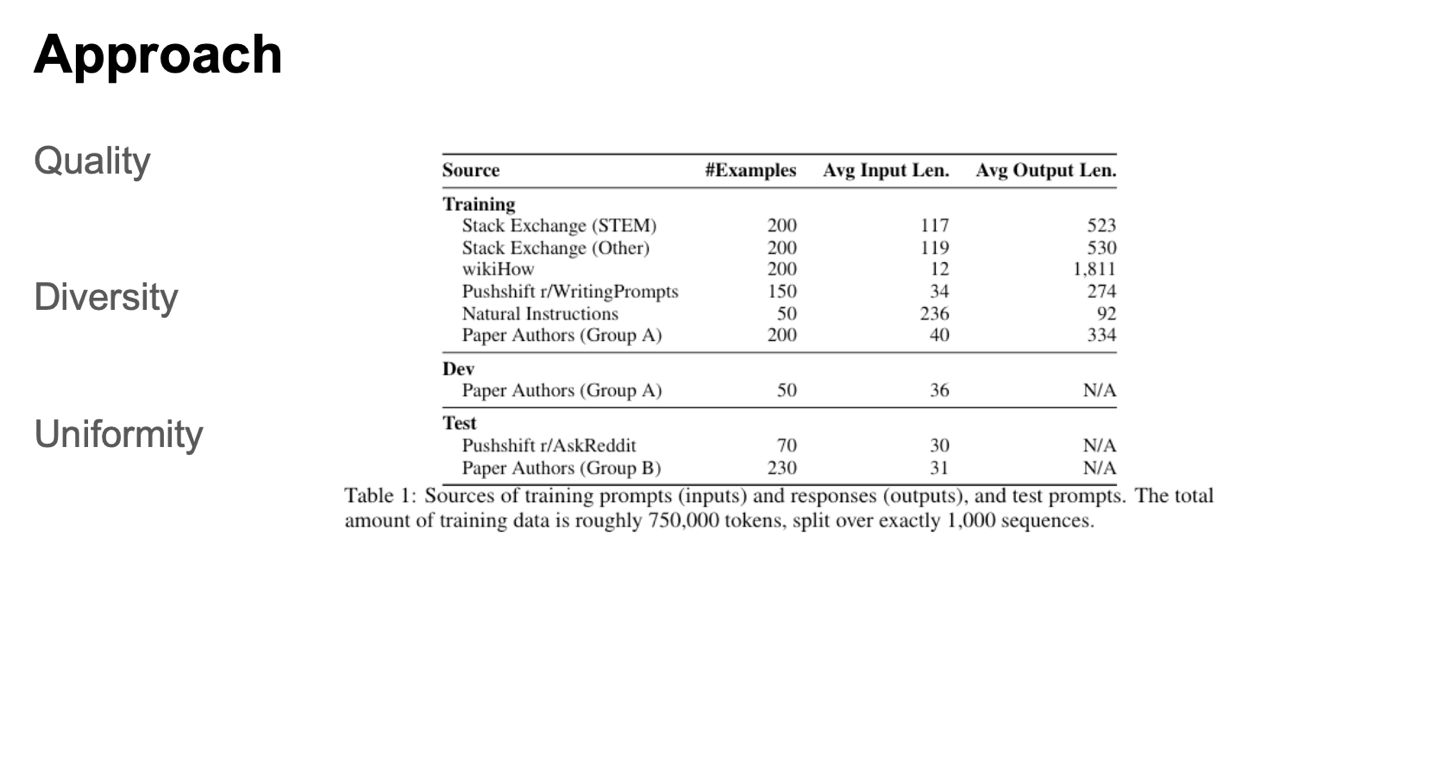 Approach
Quality
Diversity
Uniformity
Source #Examples Avg Input Len. Avg Output Len.
Training
Stack Exchange (STEM) 200 117 523
Stack Exchange (Other) 200 119 530
wikiHow 200 12 1,811
Pushshift r/WritingPrompts 150 34 274
Natural Instructions 50 236 92
Paper Authors (Group A) 200 40 334
Dev
Paper Authors (Group A) 50 36 N/A
Test
Pushshift r/AskReddit 70 30 N/A
Paper Authors (Group B) 230 31 N/A
Table 1: Sources of training prompts (inputs) and responses (outputs), and test prompts. The total
amount of training data is roughly 750,000 tokens, split over exactly 1,000 sequences.